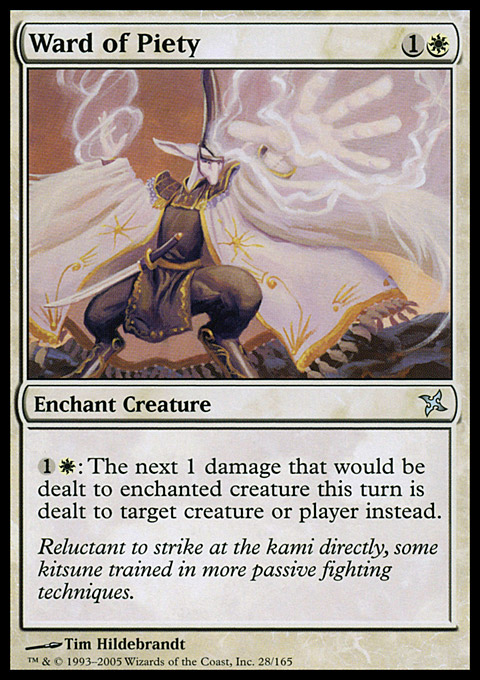 Ward of Piety 1
Enchant Creature
1: The next 1 damage that would be
dealt to enchanted creature this turn is
dealt to target creature or player instead.
Reluctant to strike at the kami directly, some
kitsune trained in more passive fighting
techniques.
Tim Hildebrandt
™ & © 1993–2005 Wizards of the Coast, Inc. 28/165